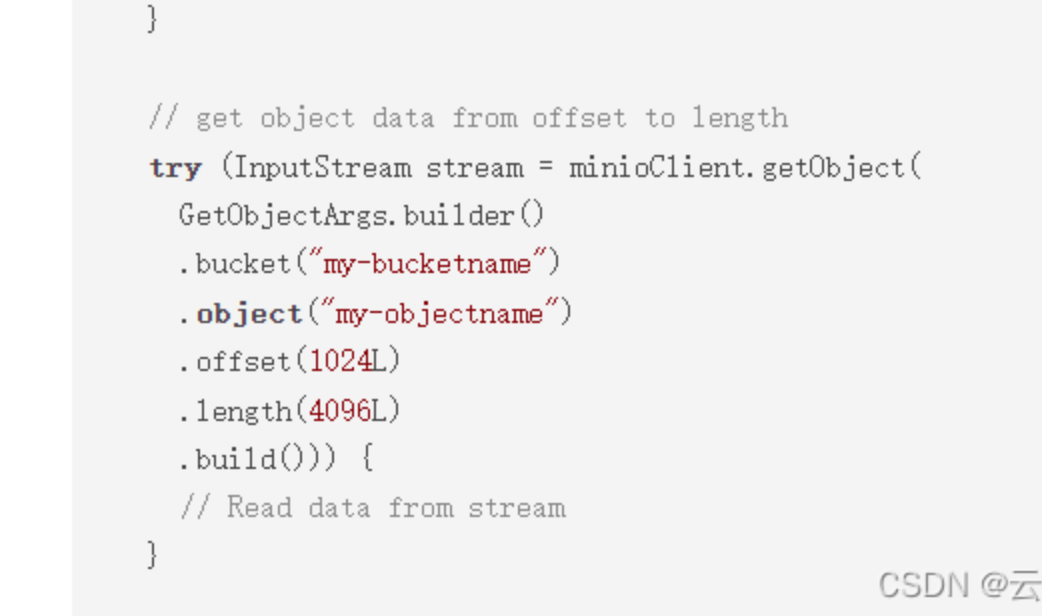 }
// get object data from offset to length
try (InputStream stream = minioClient.getObject(
GetObjectArgs.builder()
.bucket("my-bucketname")
.object("my-objectname")
.offset(1024L)
.length(4096L)
.build())) {
// Read data from stream
}
CSDN @云